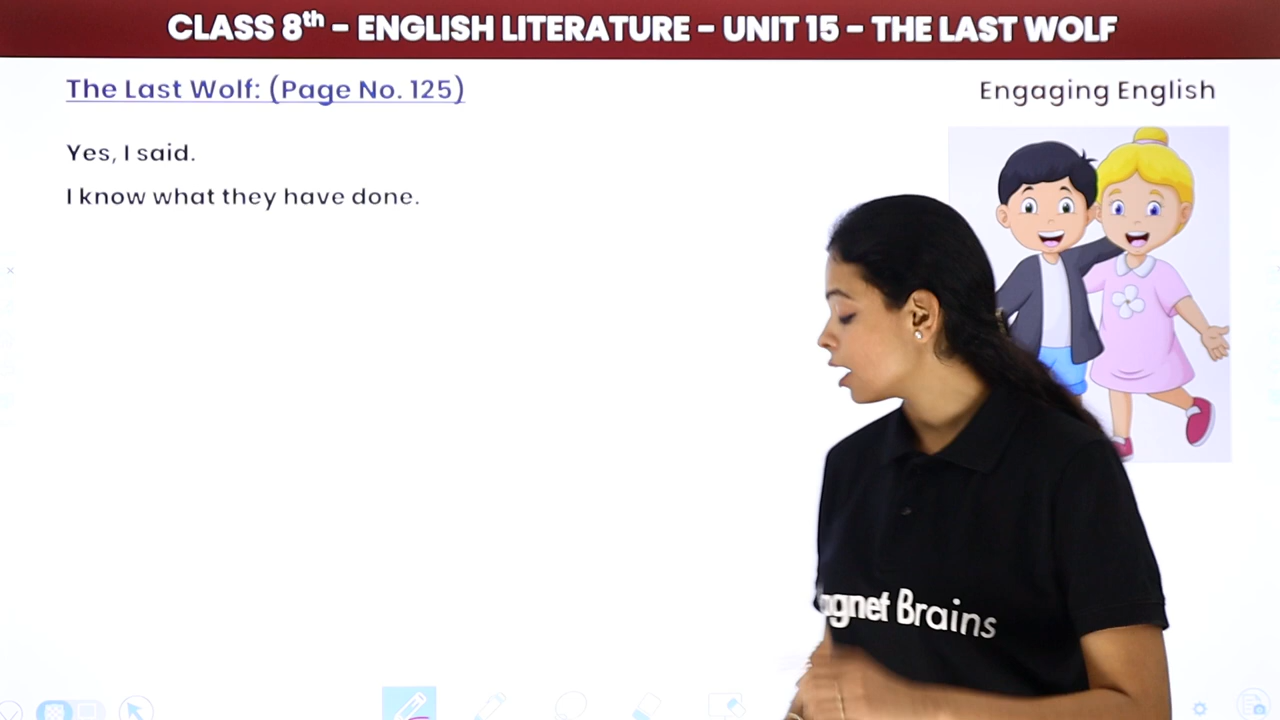 CLASS 8th - ENGLISH LITERATURE - UNIT 15 - THE LAST WOLF
The Last Wolf: (Page No. 125)
Engaging English
Yes, I said.
I know what they have done.
Brains